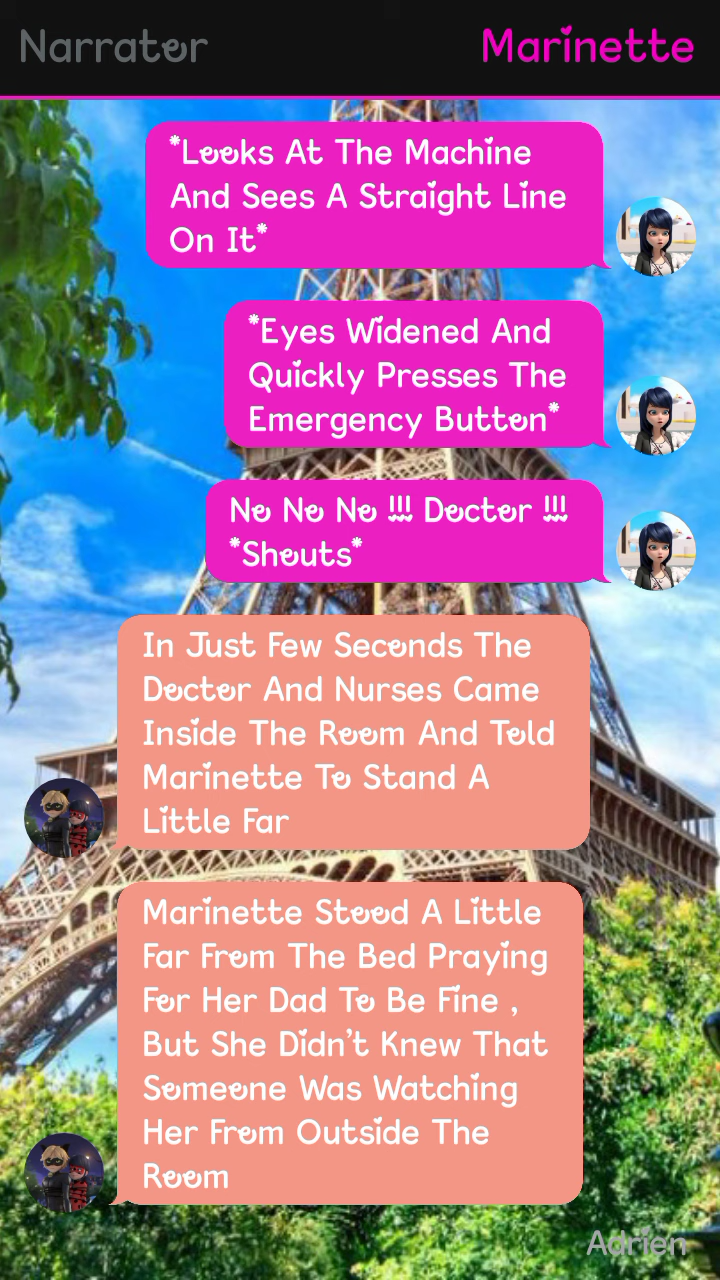 Narrator
Marinette
*Looks At The Machine
And Sees A Straight Line
On It*
*Eyes Widened And
Quickly Presses The
Emergency Button*
No No No !!! Doctor !!!
*Shouts*
In Just Few Seconds The
Doctor And Nurses Came
Inside The Room And Told
Marinette To Stand A
Little Far
Marinette Stood A Little
Far From The Bed Praying
For Her Dad To Be Fine ,
But She Didn't Knew That
Someone Was Watching
Her From Outside The
Room
Adrien